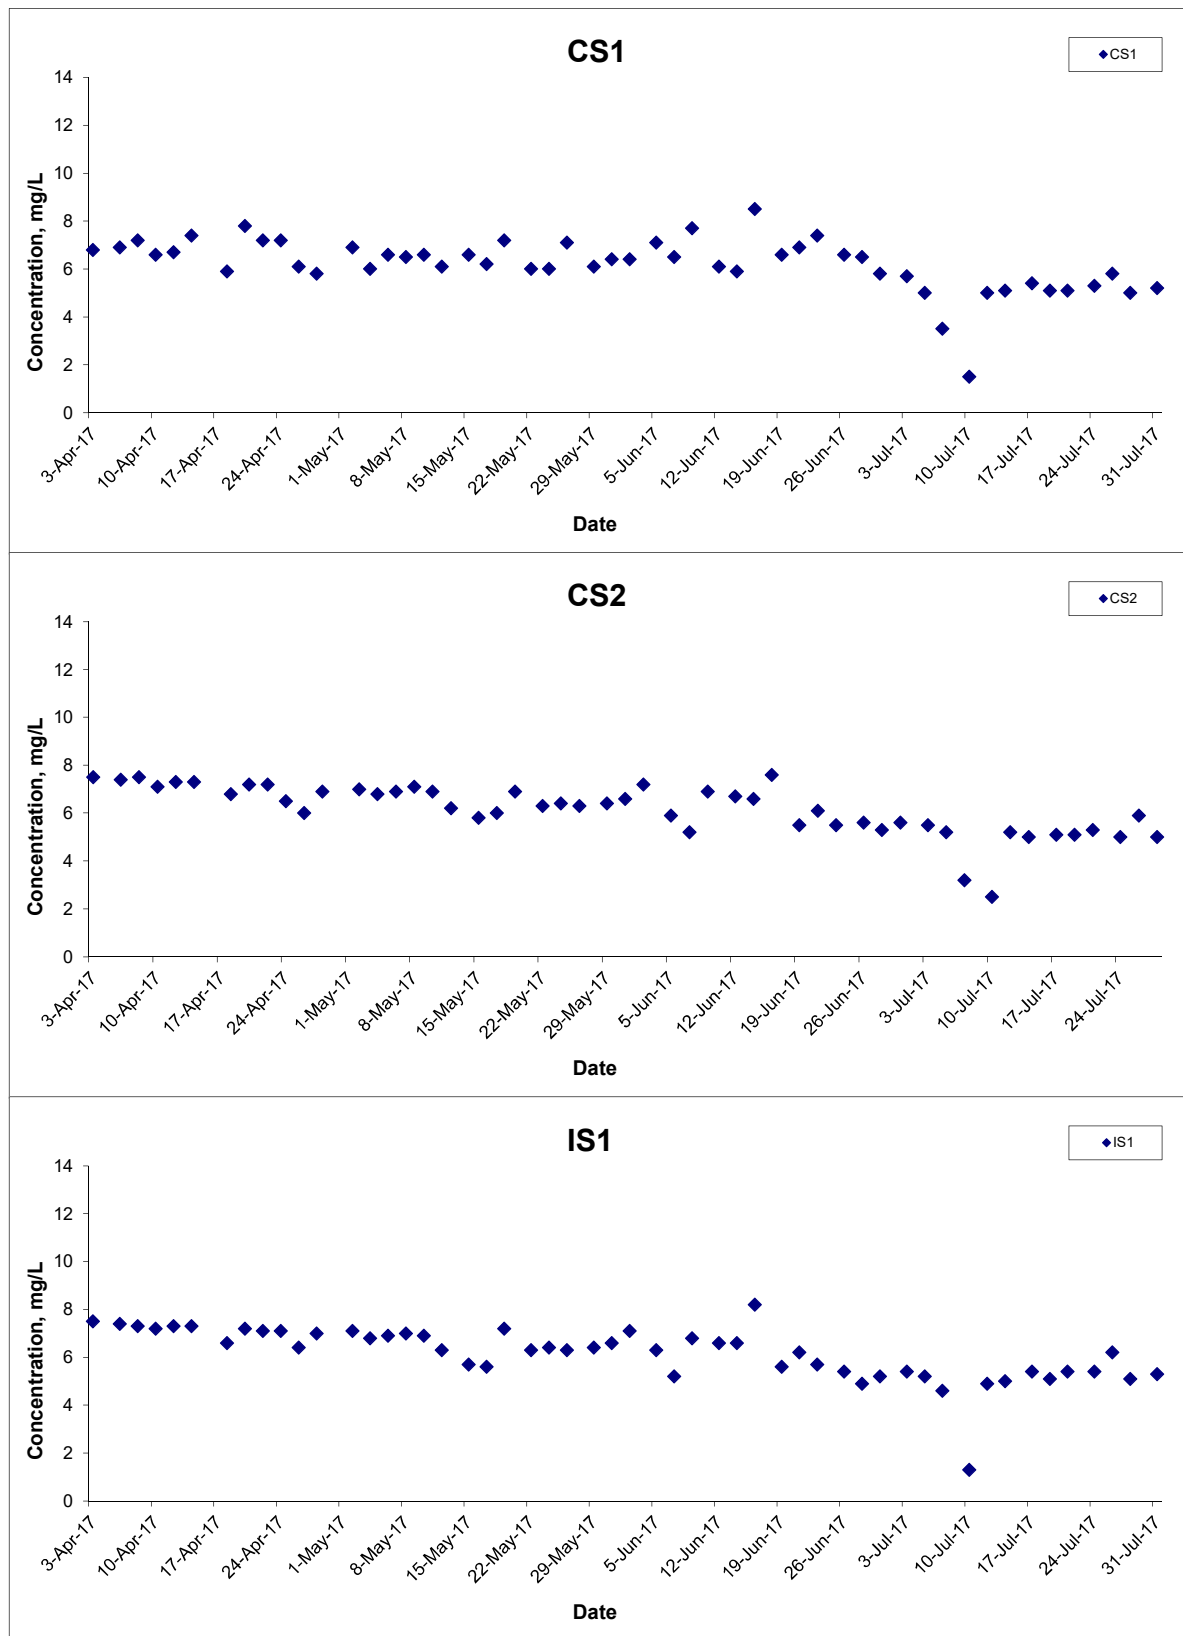 CS1
CS1
14
12
10
8
6
4
2
0
Concentration, mg/L
3-Apr-17
10-Apr-17
17-Apr-17
24-Apr-17
1-May-17
8-May-17
15-May-17
22-May-17
29-May-17
5-Jun-17
12-Jun-17
19-Jun-17
26-Jun-17
3-Jul-17
10-Jul-17
17-Jul-17
24-Jul-17
31-Jul-17
Date
CS2
CS2
14
12
10
8
6
4
2
0
Concentration, mg/L
3-Apr-17
10-Apr-17
17-Apr-17
24-Apr-17
1-May-17
8-May-17
15-May-17
22-May-17
29-May-17
5-Jun-17
12-Jun-17
19-Jun-17
26-Jun-17
3-Jul-17
10-Jul-17
17-Jul-17
24-Jul-17
Date
IS1
IS1
14
12
10
8
6
4
2
0
Concentration, mg/L
3-Apr-17
10-Apr-17
17-Apr-17
24-Apr-17
1-May-17
8-May-17
15-May-17
22-May-17
29-May-17
5-Jun-17
12-Jun-17
19-Jun-17
26-Jun-17
3-Jul-17
10-Jul-17
17-Jul-17
24-Jul-17
31-Jul-17
Date